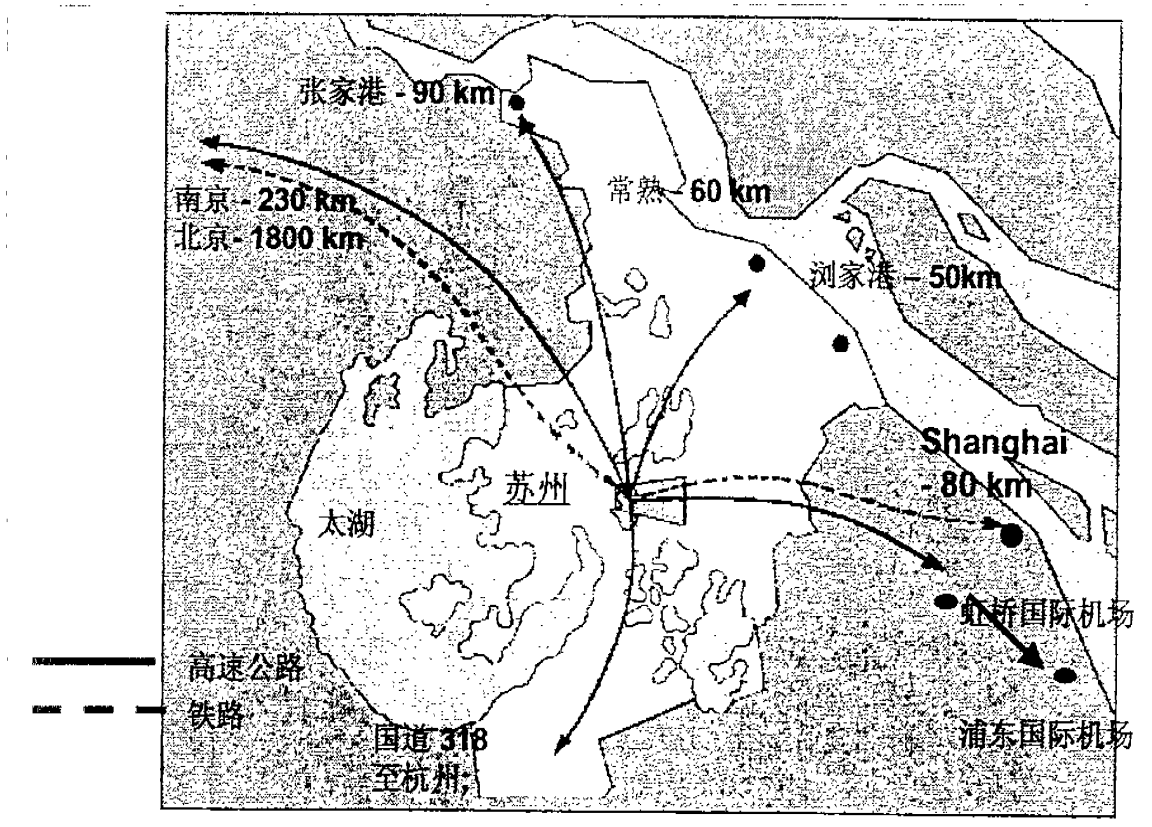 张家港 - 90 km
常熟 - 60 km
南京 - 230 km
北京 - 1800 km
浏家港 – 50km
Shanghai
- 80 km
苏州
太湖
虹桥国际机场
高速公路
铁路
浦东国际机场
国道 318
至杭州;